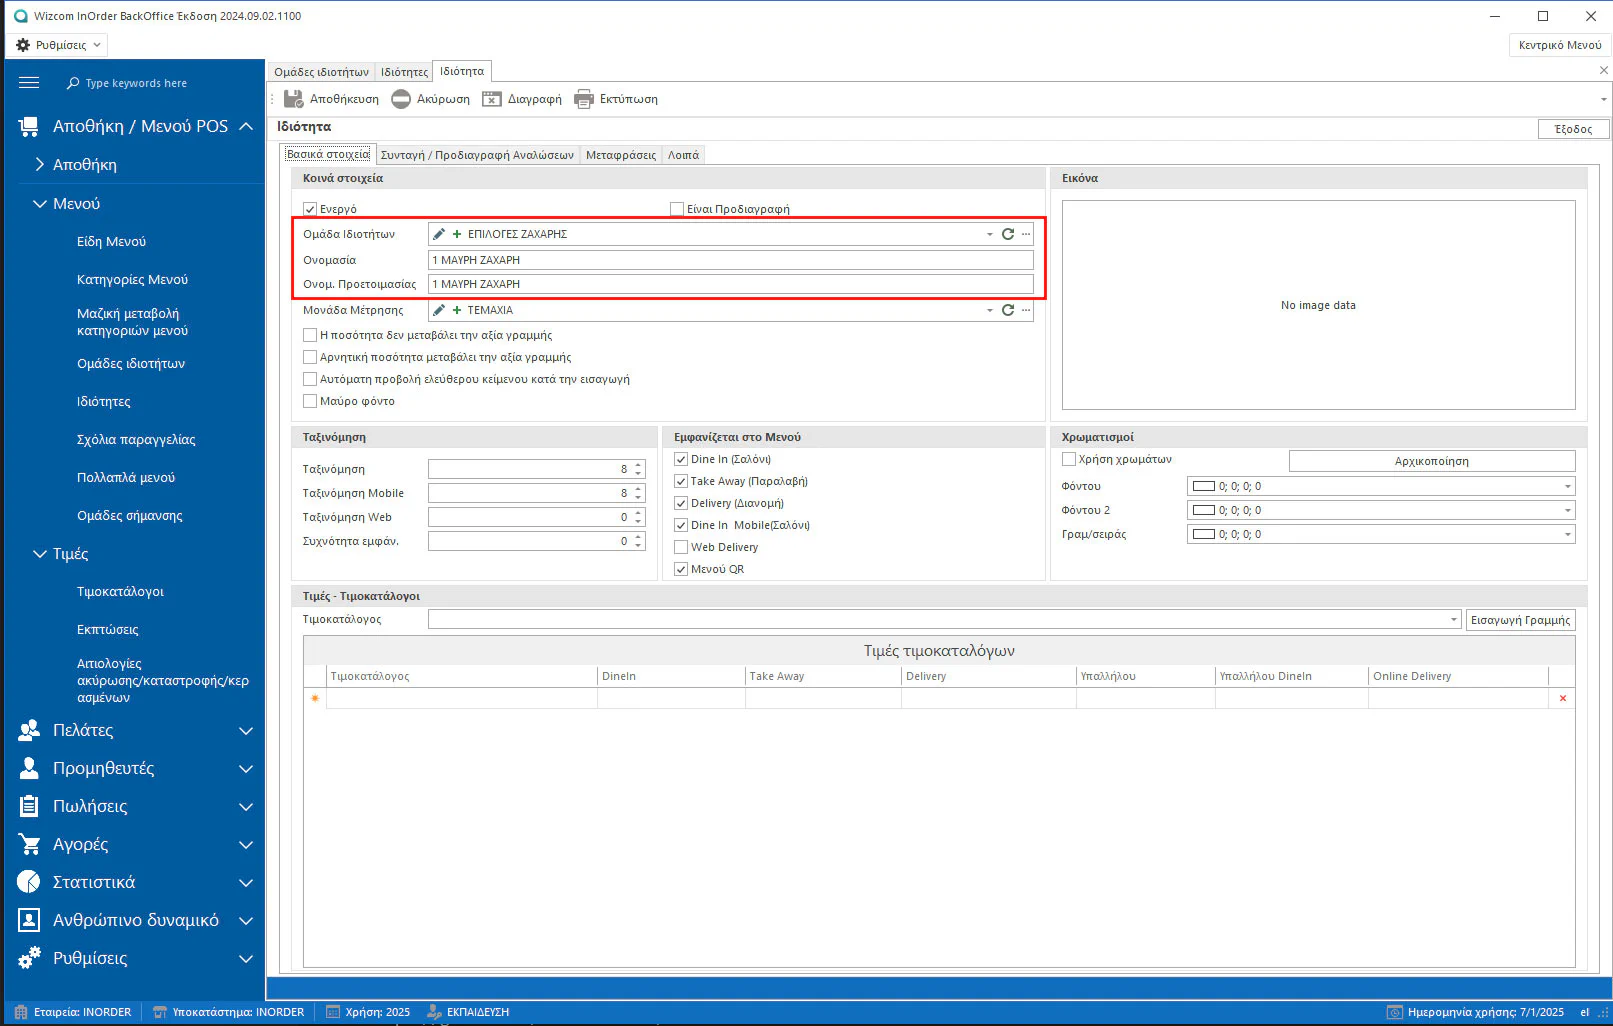 Wizcom InOrder BackOffice Έκδοση 2024.09.02.1100
Ρυθμίσεις
Κεντρικό Μενού
Type keywords here
Αποθήκη / Μενού POS
Αποθήκη
Μενού
Είδη Μενού
Κατηγορίες Μενού
Μαζική μεταβολή
κατηγοριών μενού
Ομάδες ιδιοτήτων
Ιδιότητες
Σχόλια παραγγελίας
Πολλαπλά μενού
Ομάδες σήμανσης
Τιμές
Τιμοκατάλογοι
Εκπτώσεις
Αιτιολογίες
ακύρωσης/καταστροφής/κερ
ασμένων
Πελάτες
Προμηθευτές
Πωλήσεις
Αγορές
Στατιστικά
Ανθρώπινο δυναμικό
Ρυθμίσεις
Ομάδες ιδιοτήτων Ιδιότητες Ιδιότητα
Αποθήκευση Ακύρωση Διαγραφή Εκτύπωση
Ιδιότητα
Έξοδος
Βασικά στοιχεία Συνταγή / Προδιαγραφή Αναλώσεων Μεταφράσεις Λοιπά
Κοινά στοιχεία
Ενεργό Είναι Προδιαγραφή
Ομάδα Ιδιοτήτων ΕΠΙΛΟΓΕΣ ΖΑΧΑΡΗΣ
Ονομασία 1 ΜΑΥΡΗ ΖΑΧΑΡΗ
Ονομ. Προετοιμασίας 1 ΜΑΥΡΗ ΖΑΧΑΡΗ
Μονάδα Μέτρησης ΤΕΜΑΧΙΑ
Η ποσότητα δεν μεταβάλει την αξία γραμμής
Αρνητική ποσότητα μεταβάλει την αξία γραμμής
Αυτόματη προβολή ελεύθερου κείμενου κατά την εισαγωγή
Μαύρο φόντο
Εικόνα
No image data
Ταξινόμηση
Ταξινόμηση 8
Ταξινόμηση Mobile 8
Ταξινόμηση Web 0
Συχνότητα εμφάν. 0
Εμφανίζεται στο Μενού
Dine In (Σαλόνι)
Take Away (Παραλαβή)
Delivery (Διανομή)
Dine In Mobile(Σαλόνι)
Web Delivery
Μενού QR
Χρωματισμοί
Χρήση χρωμάτων Αρχικοποίηση
Φόντου 0; 0; 0; 0
Φόντου 2 0; 0; 0; 0
Γραμ/σειράς 0; 0; 0; 0
Τιμές - Τιμοκατάλογοι
Τιμοκατάλογος Εισαγωγή Γραμμής
Τιμές τιμοκαταλόγων
Τιμοκατάλογος DineIn Take Away Delivery Υπαλλήλου Υπαλλήλου DineIn Online Delivery
Εταιρεία: INORDER Υποκατάστημα: INORDER Χρήση: 2025 ΕΚΠΑΙΔΕΥΣΗ Ημερομηνία χρήσης: 7/1/2025 el